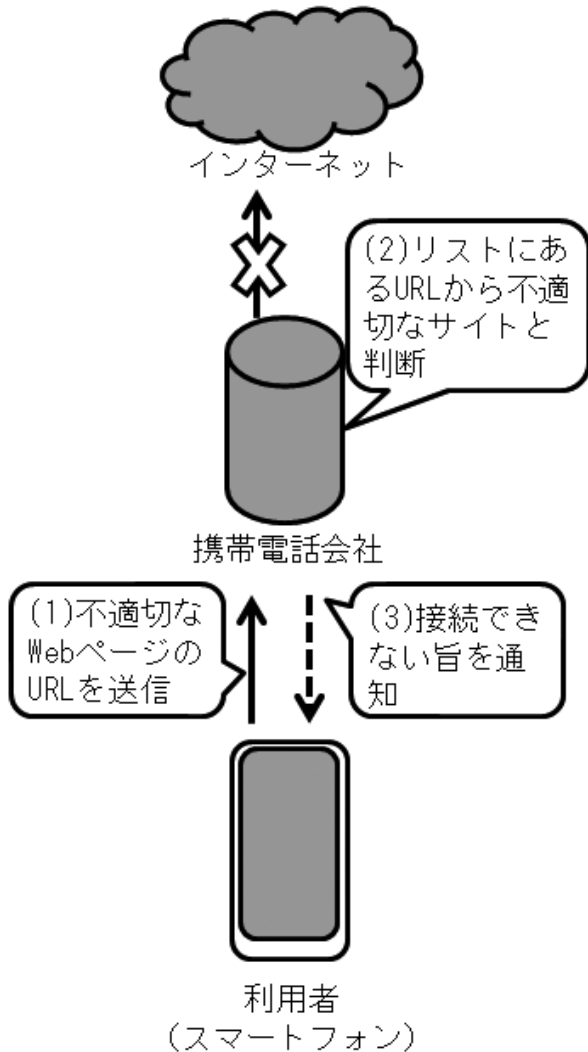 インターネット
(2)リストにあ
るURLから不適
切なサイトと
判断
携帯電話会社
(1)不適切な
Webページの
URLを送信
(3)接続でき
ない旨を通
知
利用者
(スマートフォン)